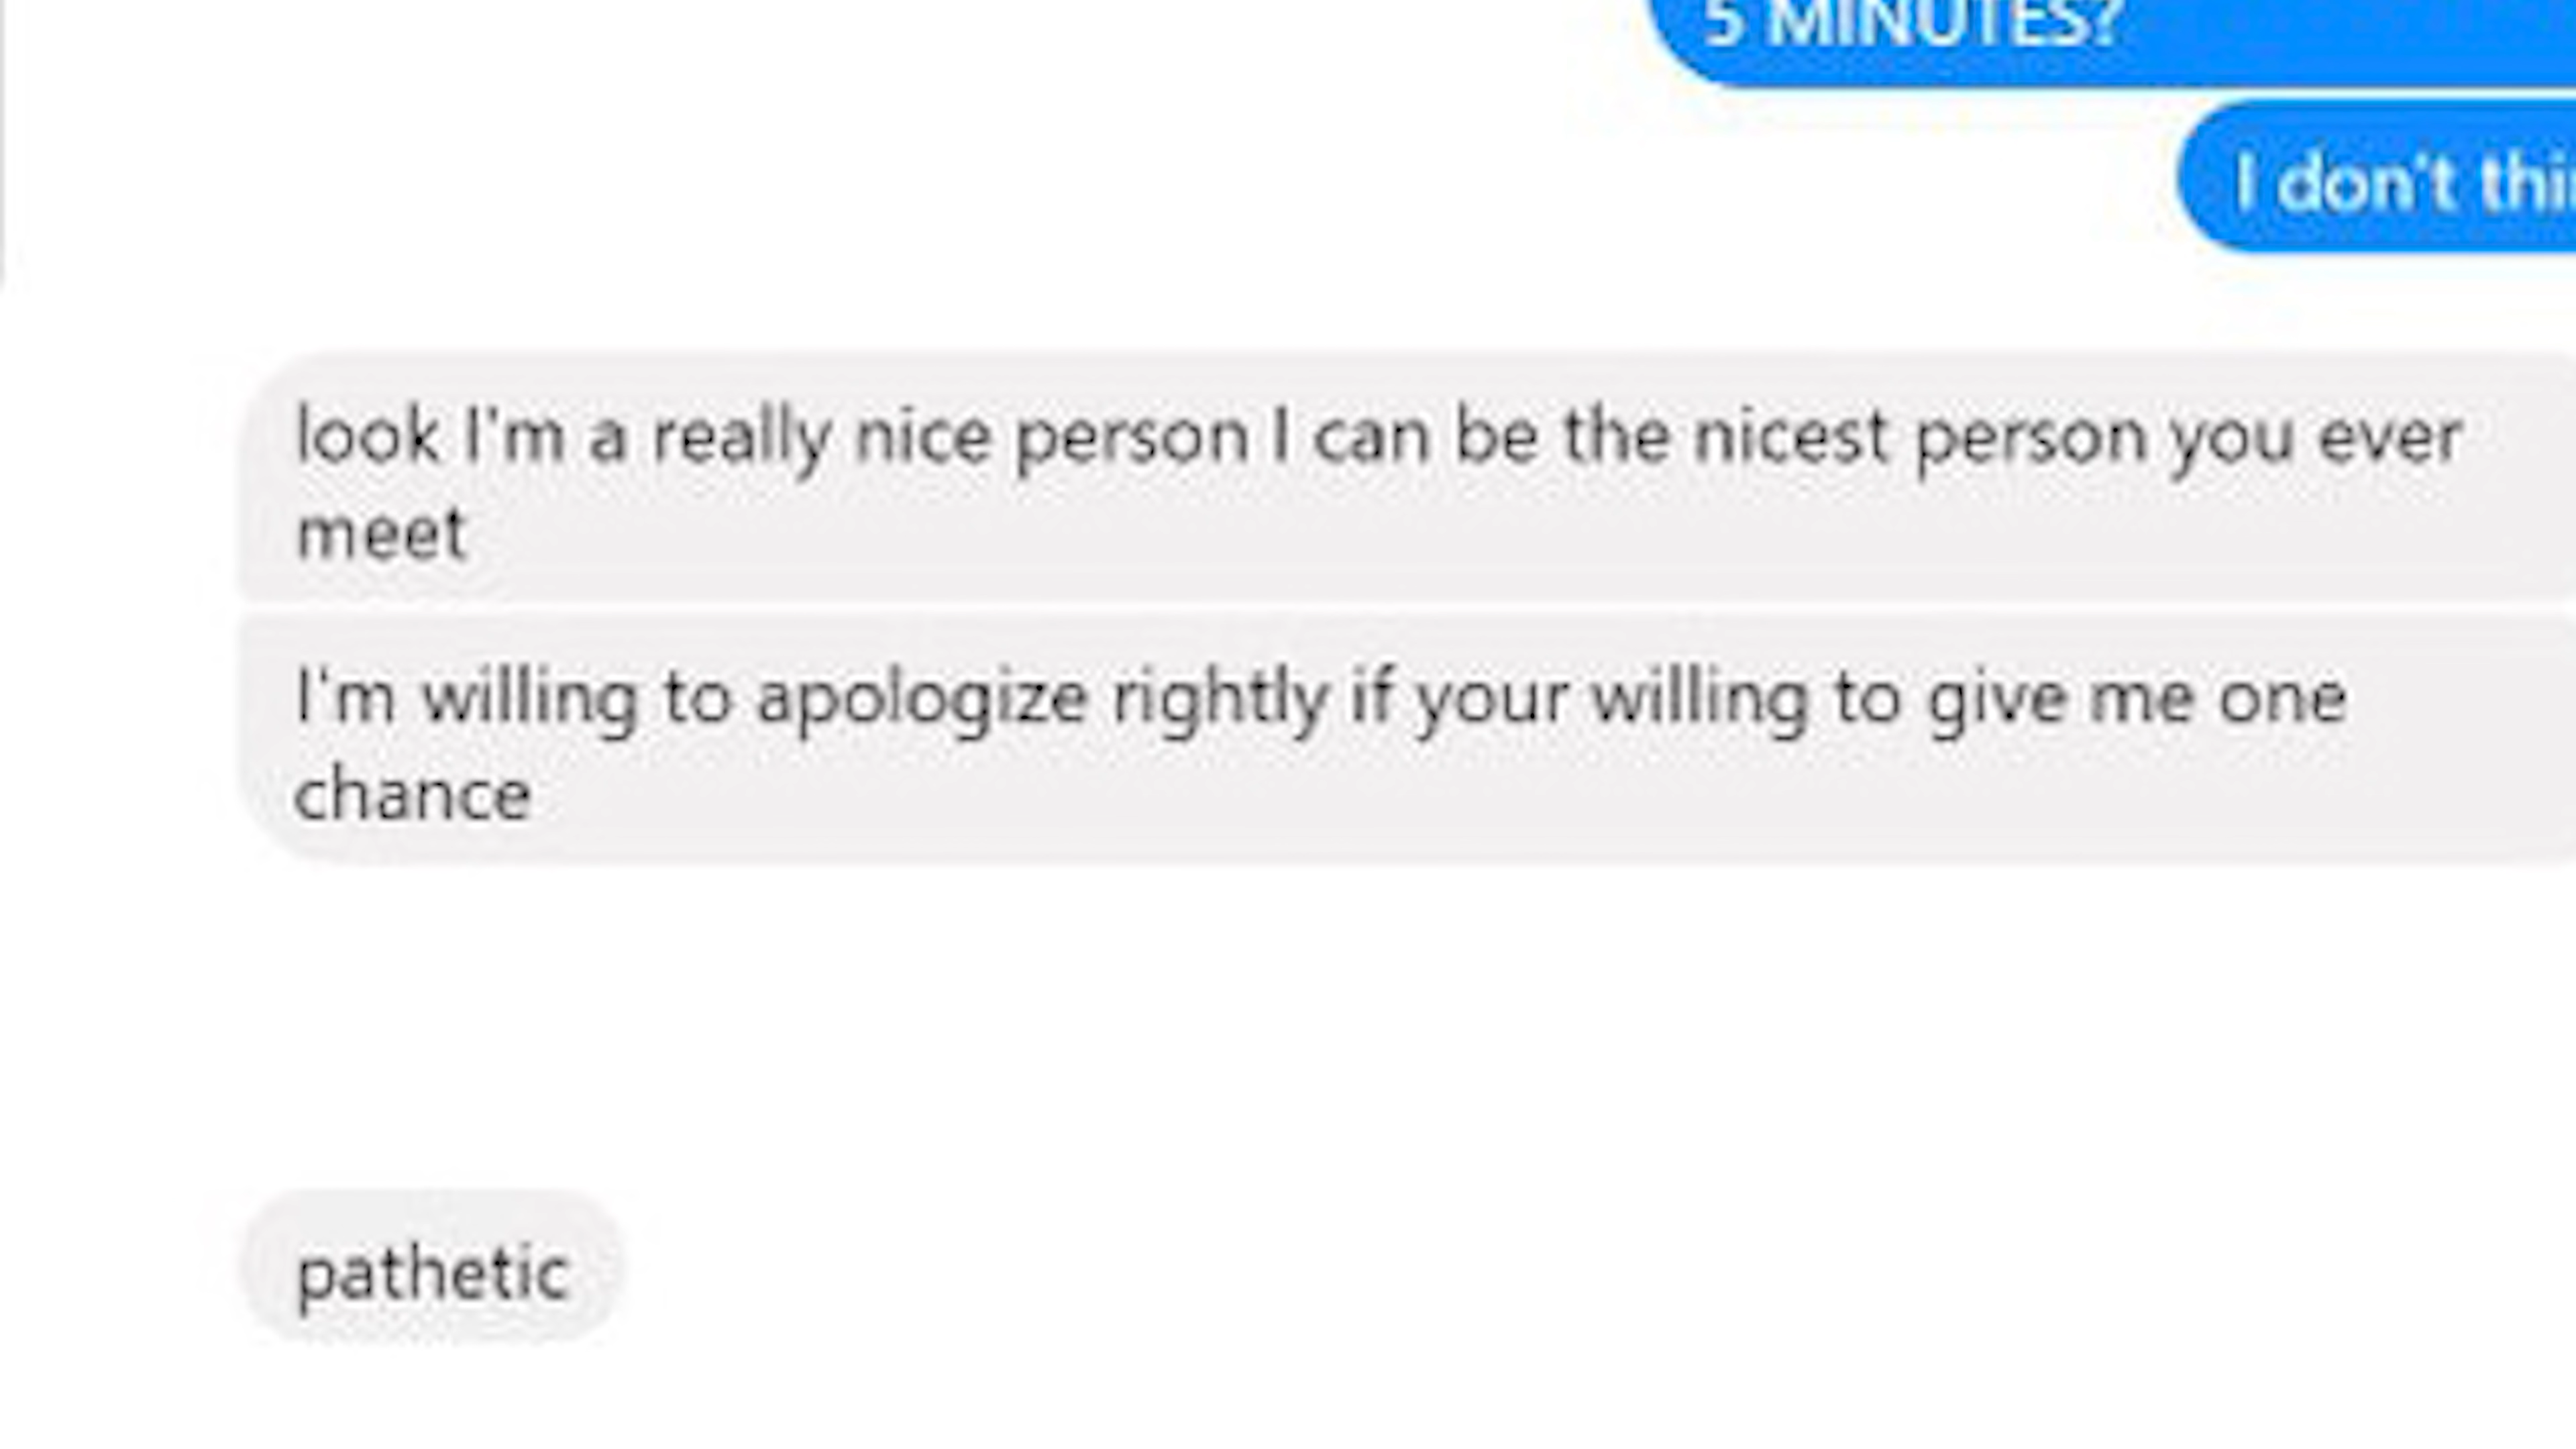 5 MINUTES?
I don't
look I'm a really nice person I can be the nicest person you ever
meet
I'm willing to apologize rightly if your willing to give me one
chance
pathetic